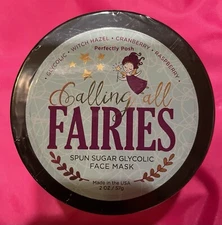 GLYCOLIC • WITCH HAZEL • CRANBERRY • RASPBERRY
Perfectly Posh
Calling all
FAIRIES
SPUN SUGAR GLYCOLIC
FACE MASK
Made in the USA
2 OZ / 57g